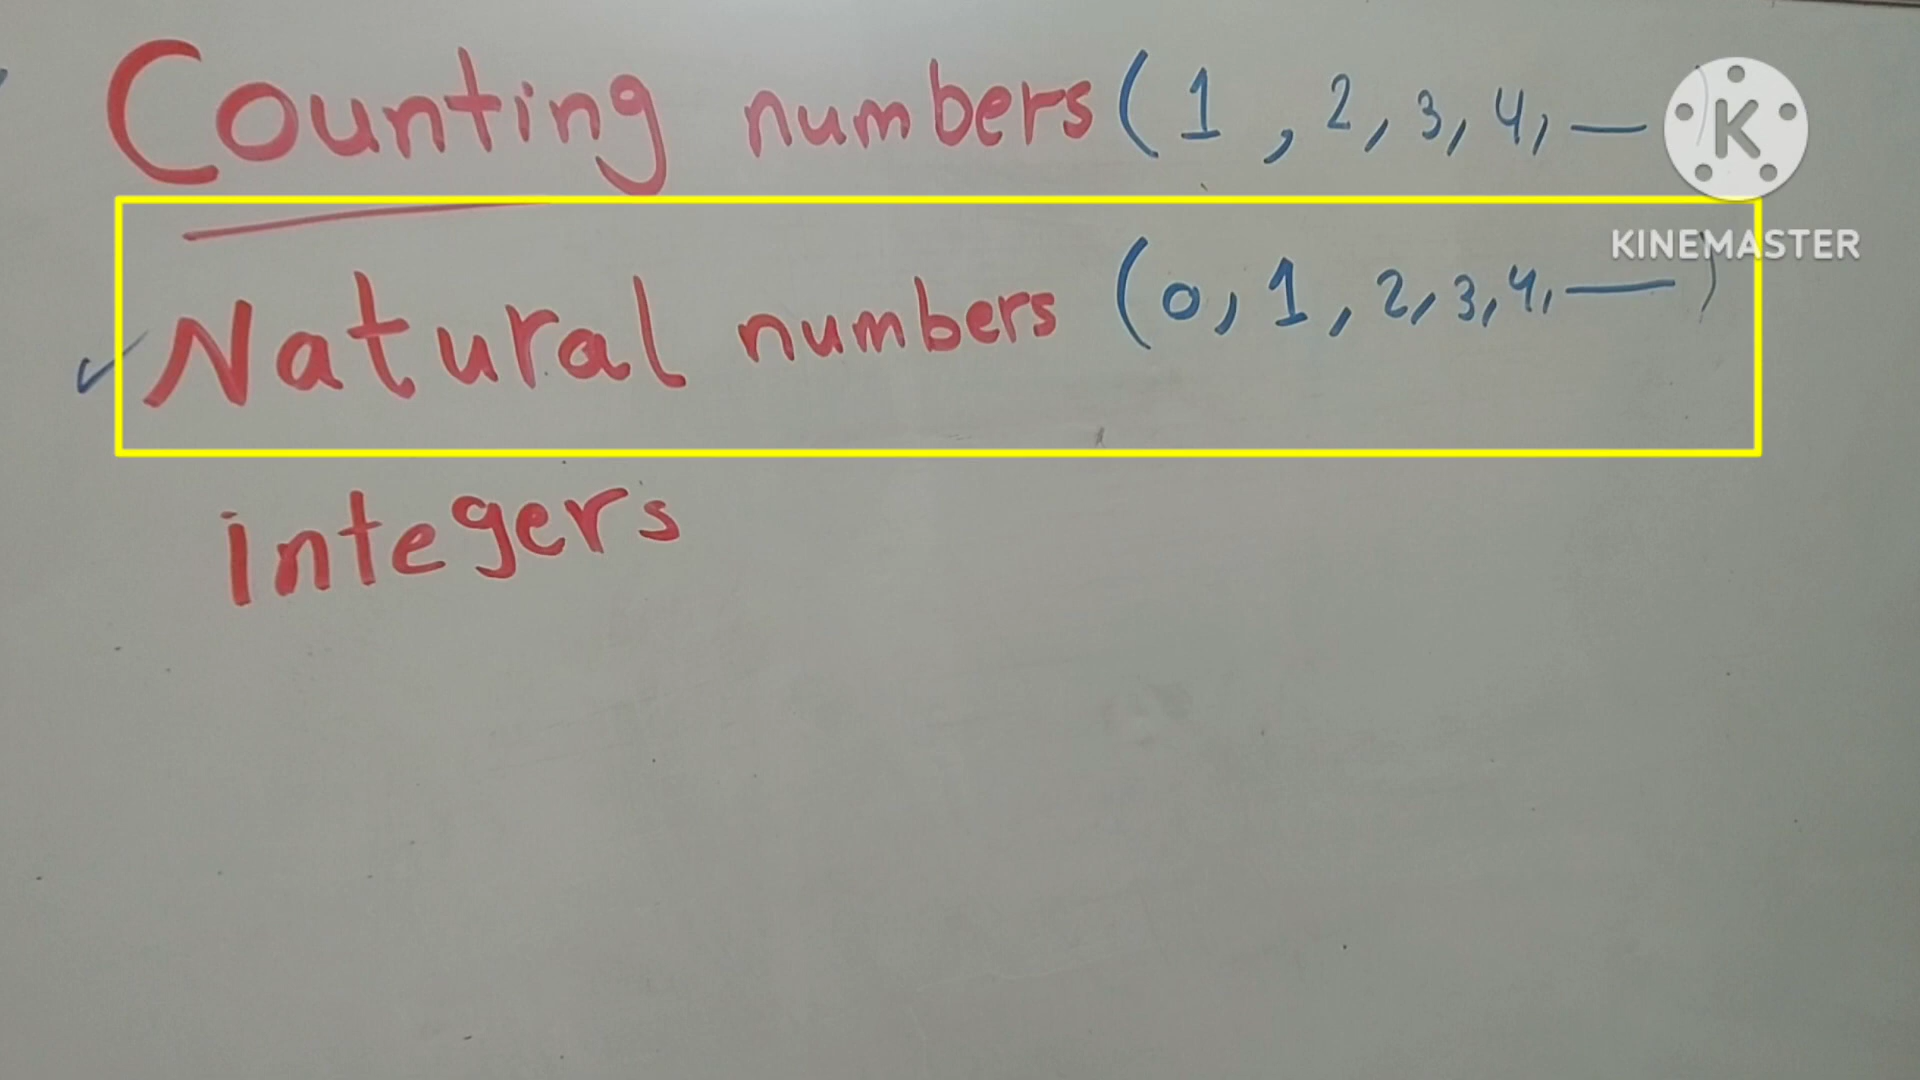 Counting numbers (1, 2, 3, 4, —)
K
KINEMASTER
Natural numbers (0, 1, 2, 3, 4, —)
integers